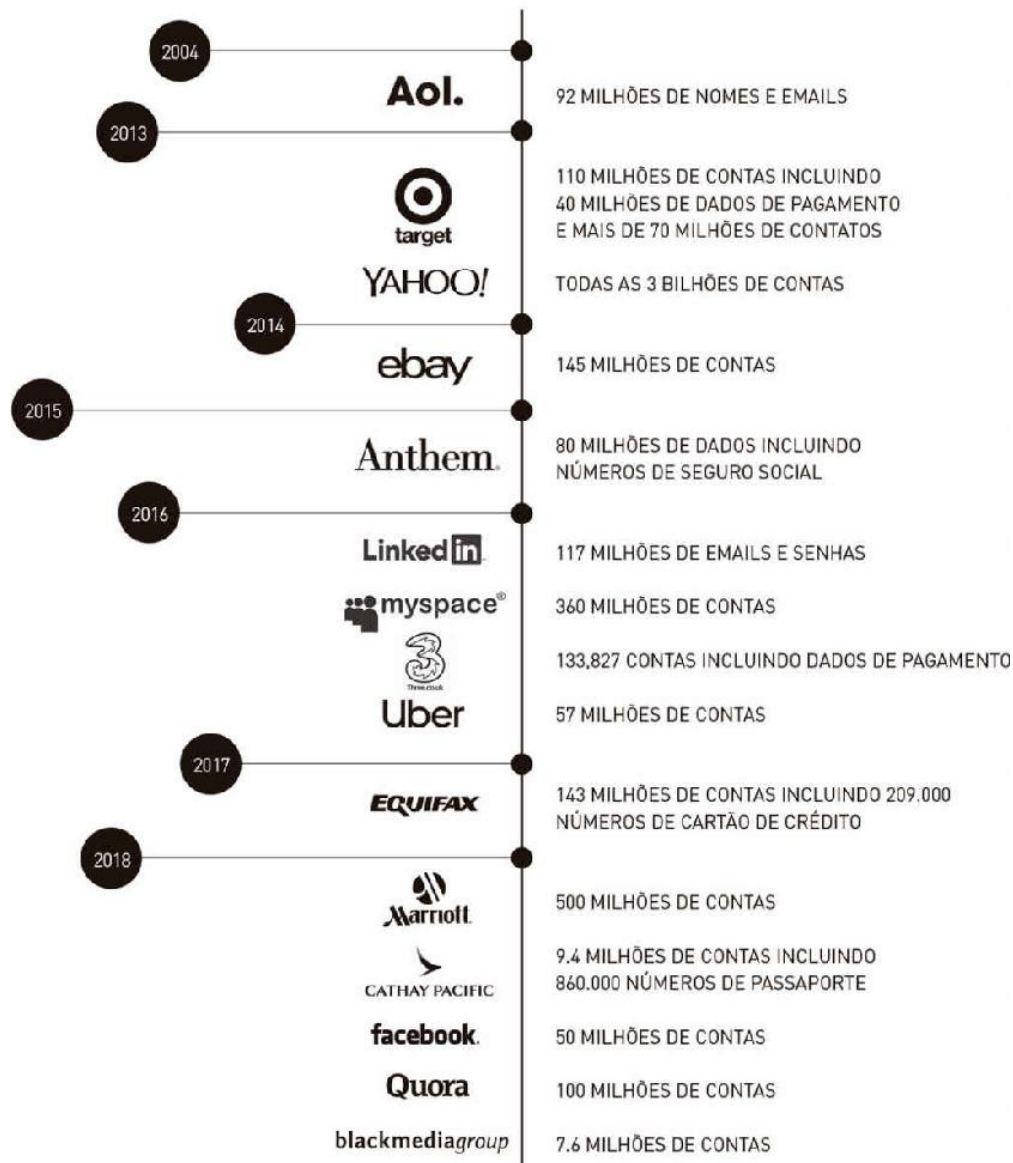 2004
Aol.
92 MILHÕES DE NOMES E EMAILS
2013
target
110 MILHÕES DE CONTAS INCLUINDO
40 MILHÕES DE DADOS DE PAGAMENTO
E MAIS DE 70 MILHÕES DE CONTATOS
YAHOO!
TODAS AS 3 BILHÕES DE CONTAS
2014
ebay
145 MILHÕES DE CONTAS
2015
Anthem.
80 MILHÕES DE DADOS INCLUINDO
NÚMEROS DE SEGURO SOCIAL
2016
Linked in
117 MILHÕES DE EMAILS E SENHAS
myspace®
360 MILHÕES DE CONTAS
3
Three.co.uk
133,827 CONTAS INCLUINDO DADOS DE PAGAMENTO
Uber
57 MILHÕES DE CONTAS
2017
EQUIFAX
143 MILHÕES DE CONTAS INCLUINDO 209.000
NÚMEROS DE CARTÃO DE CRÉDITO
2018
Marriott
500 MILHÕES DE CONTAS
CATHAY PACIFIC
9.4 MILHÕES DE CONTAS INCLUINDO
860.000 NÚMEROS DE PASSAPORTE
facebook.
50 MILHÕES DE CONTAS
Quora
100 MILHÕES DE CONTAS
blackmediagroup
7.6 MILHÕES DE CONTAS